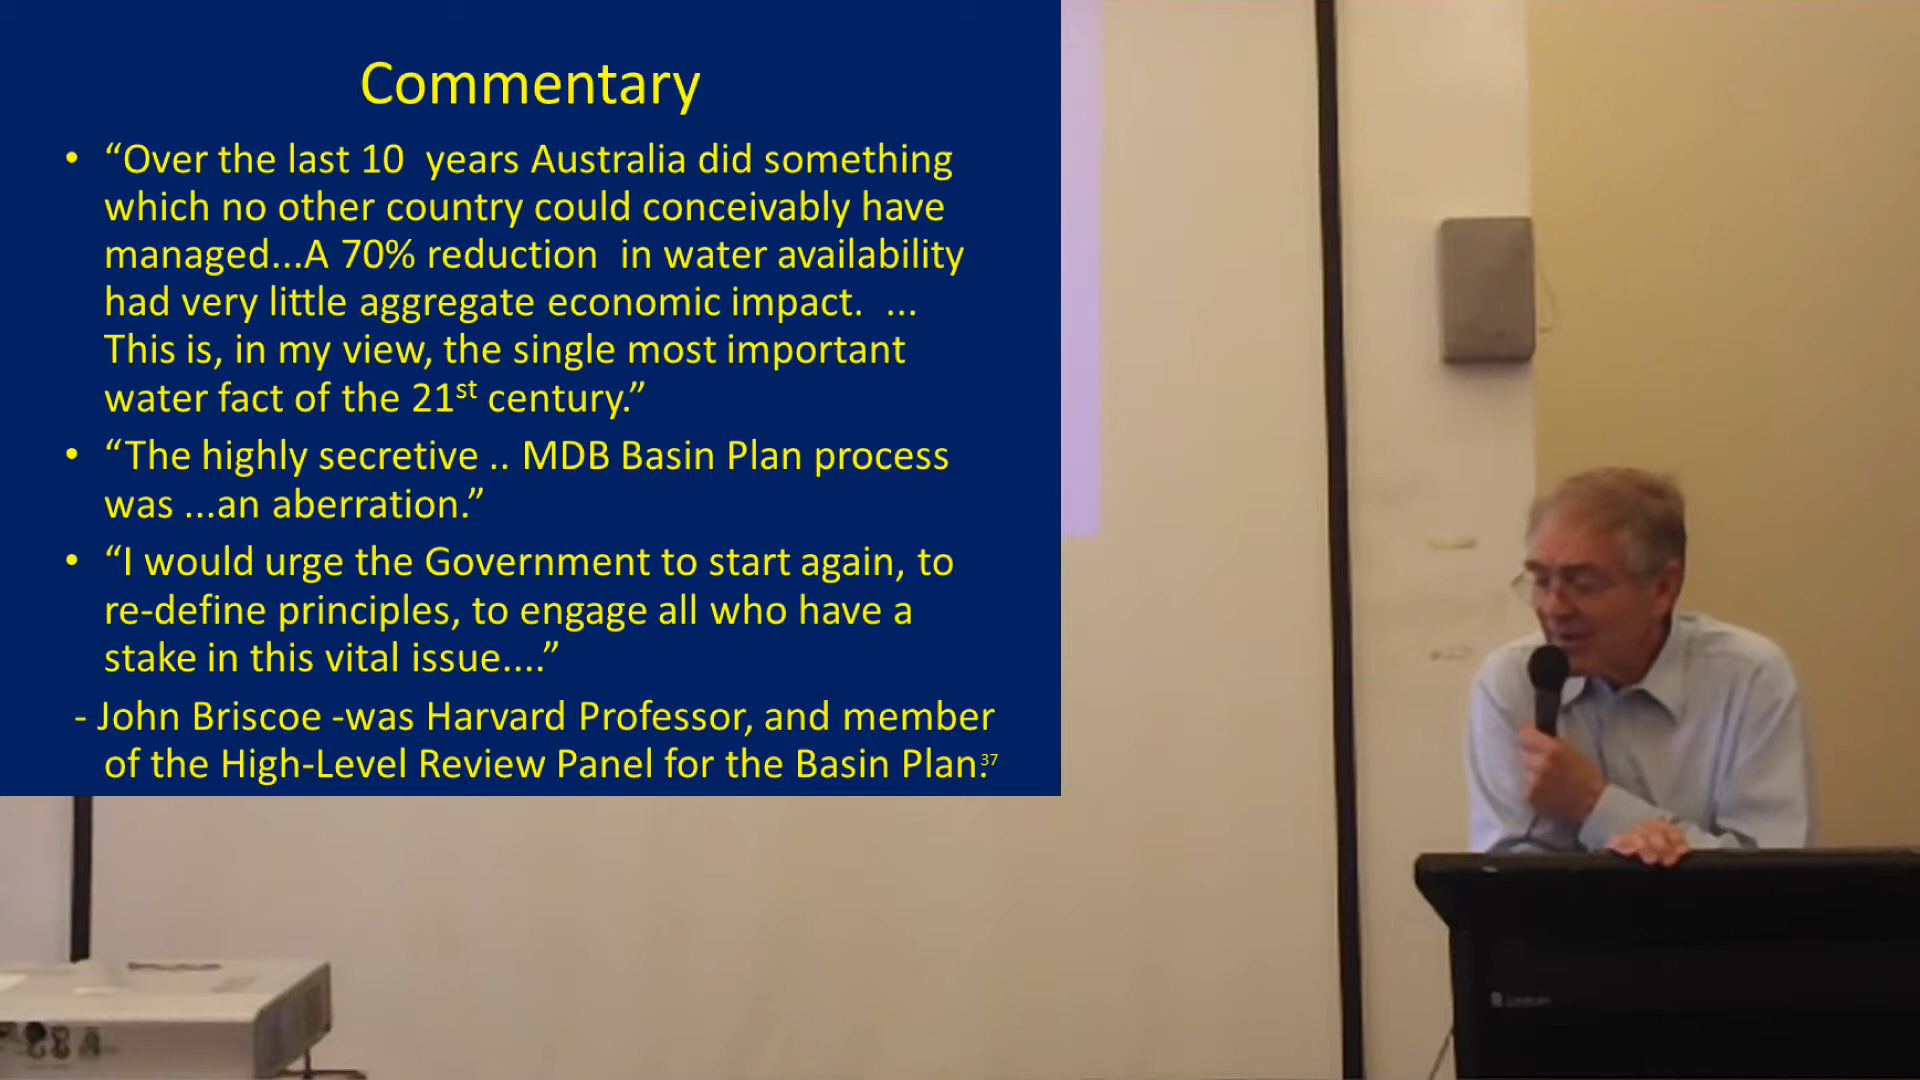 Commentary
• “Over the last 10 years Australia did something
which no other country could conceivably have
managed...A 70% reduction in water availability
had very little aggregate economic impact. ...
This is, in my view, the single most important
water fact of the 21st century.”
• “The highly secretive .. MDB Basin Plan process
was ...an aberration.”
• “I would urge the Government to start again, to
re-define principles, to engage all who have a
stake in this vital issue....”
- John Briscoe -was Harvard Professor, and member
of the High-Level Review Panel for the Basin Plan.
37